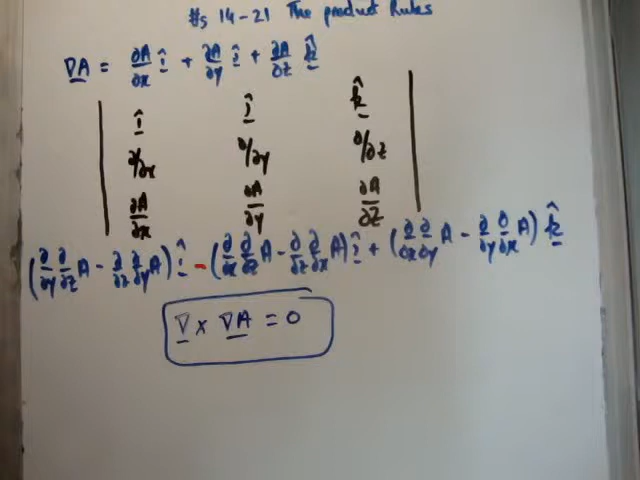 #s 14-21 The product Rules
∇A = ∂A/∂x î + ∂A/∂y ĵ + ∂A/∂z k̂
| î ĵ k̂ |
| ∂/∂x ∂/∂y ∂/∂z |
| ∂A/∂x ∂A/∂y ∂A/∂z |
(∂/∂y ∂/∂z A - ∂/∂z ∂/∂y A) î - (∂/∂x ∂/∂z A - ∂/∂z ∂/∂x A) ĵ + (∂/∂x ∂/∂y A - ∂/∂y ∂/∂x A) k̂
∇ × ∇A = 0